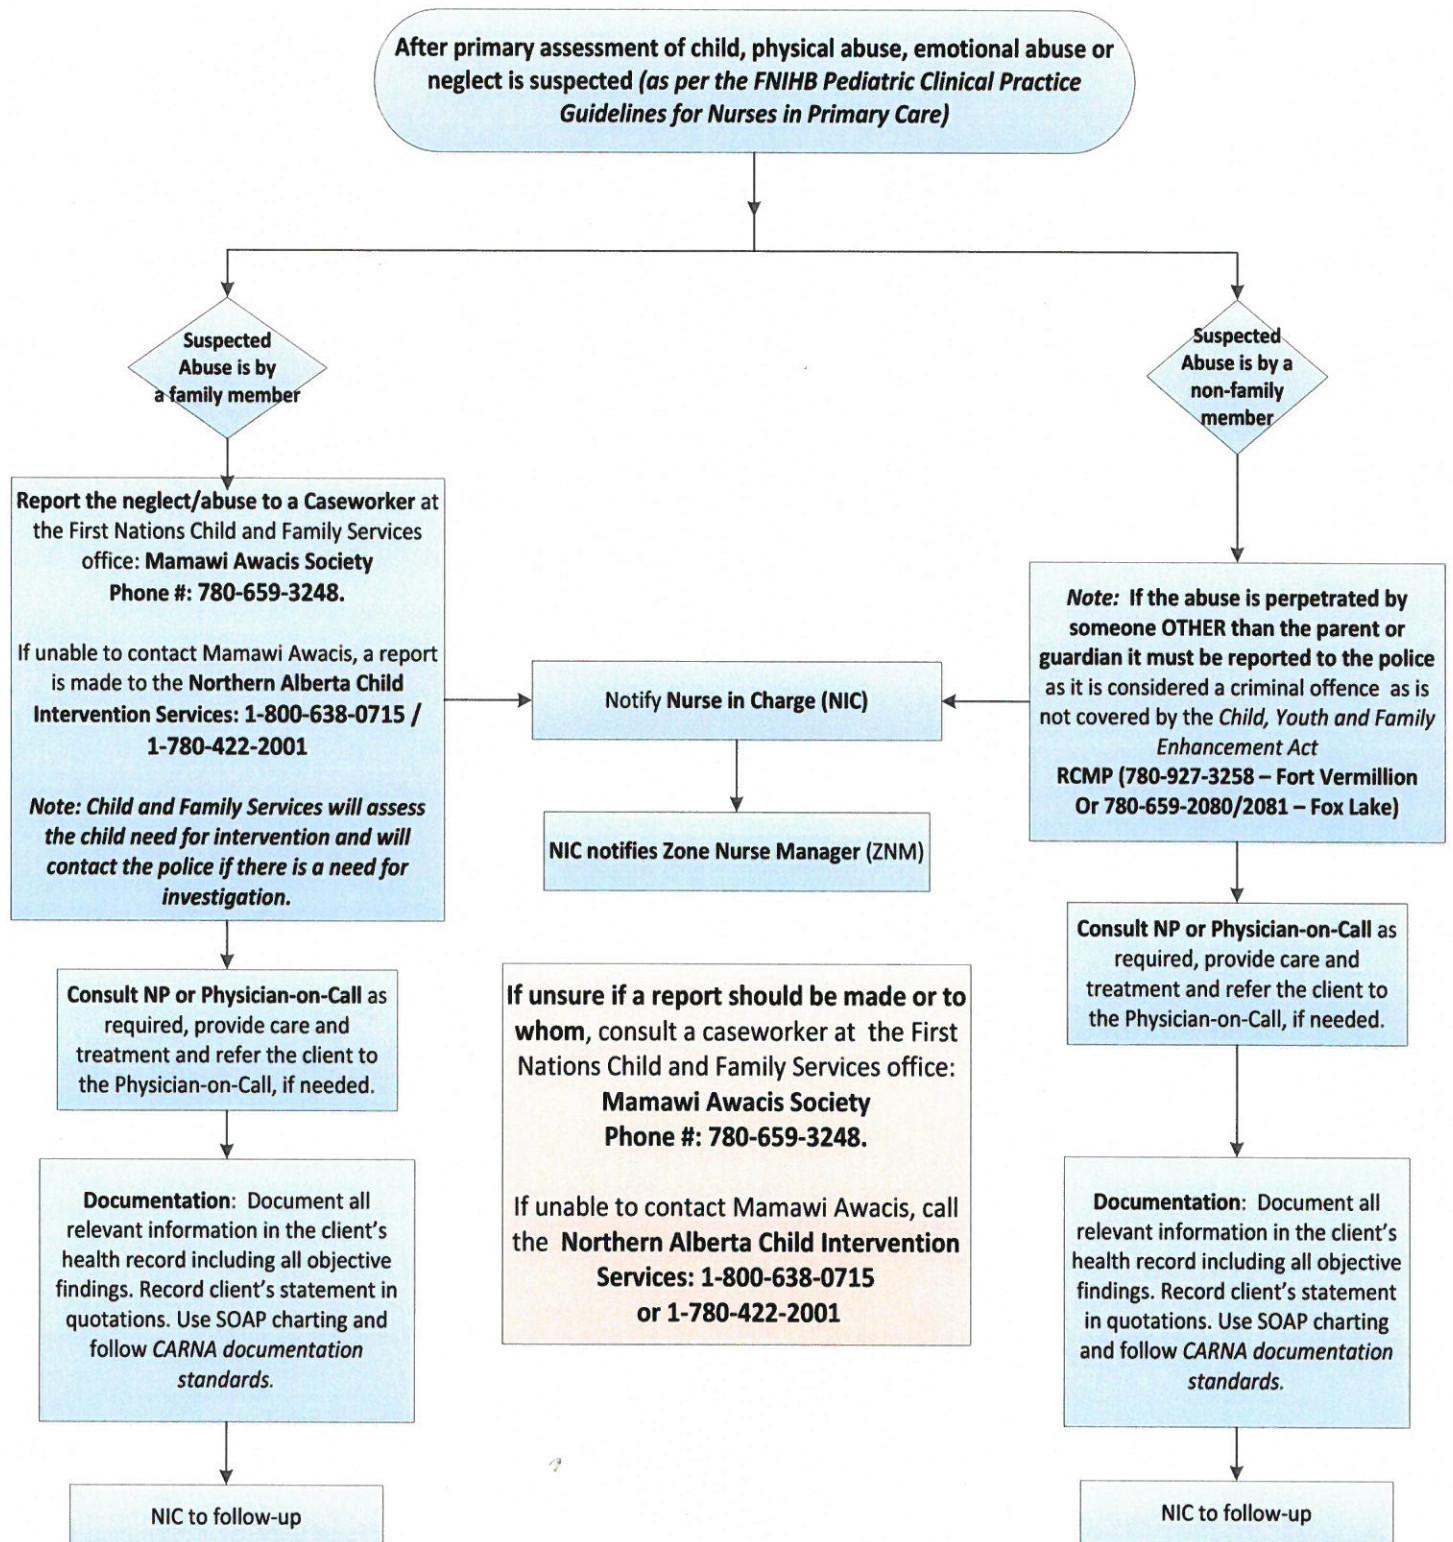 After primary assessment of child, physical abuse, emotional abuse or
neglect is suspected (as per the FNIHB Pediatric Clinical Practice
Guidelines for Nurses in Primary Care)
Suspected
Abuse is by
a family member
Suspected
Abuse is by a
non-family
member
Report the neglect/abuse to a Caseworker at
the First Nations Child and Family Services
office: Mamawi Awacis Society
Phone #: 780-659-3248.
If unable to contact Mamawi Awacis, a report
is made to the Northern Alberta Child
Intervention Services: 1-800-638-0715 /
1-780-422-2001
Note: Child and Family Services will assess
the child need for intervention and will
contact the police if there is a need for
investigation.
Notify Nurse in Charge (NIC)
NIC notifies Zone Nurse Manager (ZNM)
Note: If the abuse is perpetrated by
someone OTHER than the parent or
guardian it must be reported to the police
as it is considered a criminal offence as is
not covered by the Child, Youth and Family
Enhancement Act
RCMP (780-927-3258 – Fort Vermillion
Or 780-659-2080/2081 – Fox Lake)
Consult NP or Physician-on-Call as
required, provide care and
treatment and refer the client to
the Physician-on-Call, if needed.
If unsure if a report should be made or to
whom, consult a caseworker at the First
Nations Child and Family Services office:
Mamawi Awacis Society
Phone #: 780-659-3248.
If unable to contact Mamawi Awacis, call
the Northern Alberta Child Intervention
Services: 1-800-638-0715
or 1-780-422-2001
Consult NP or Physician-on-Call as
required, provide care and
treatment and refer the client to
the Physician-on-Call, if needed.
Documentation: Document all
relevant information in the client's
health record including all objective
findings. Record client's statement in
quotations. Use SOAP charting and
follow CARNA documentation
standards.
Documentation: Document all
relevant information in the client's
health record including all objective
findings. Record client's statement
in quotations. Use SOAP charting
and follow CARNA documentation
standards.
NIC to follow-up
NIC to follow-up